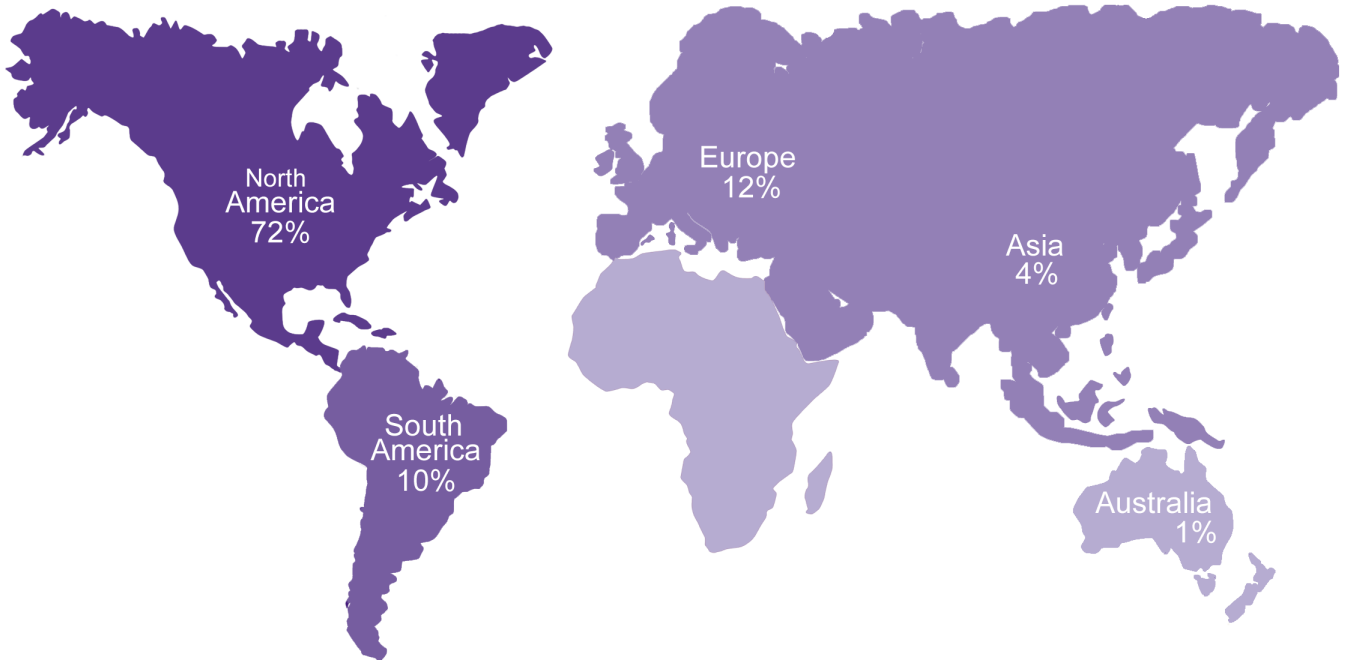 North
America
72%
South
America
10%
Europe
12%
Asia
4%
Australia
1%